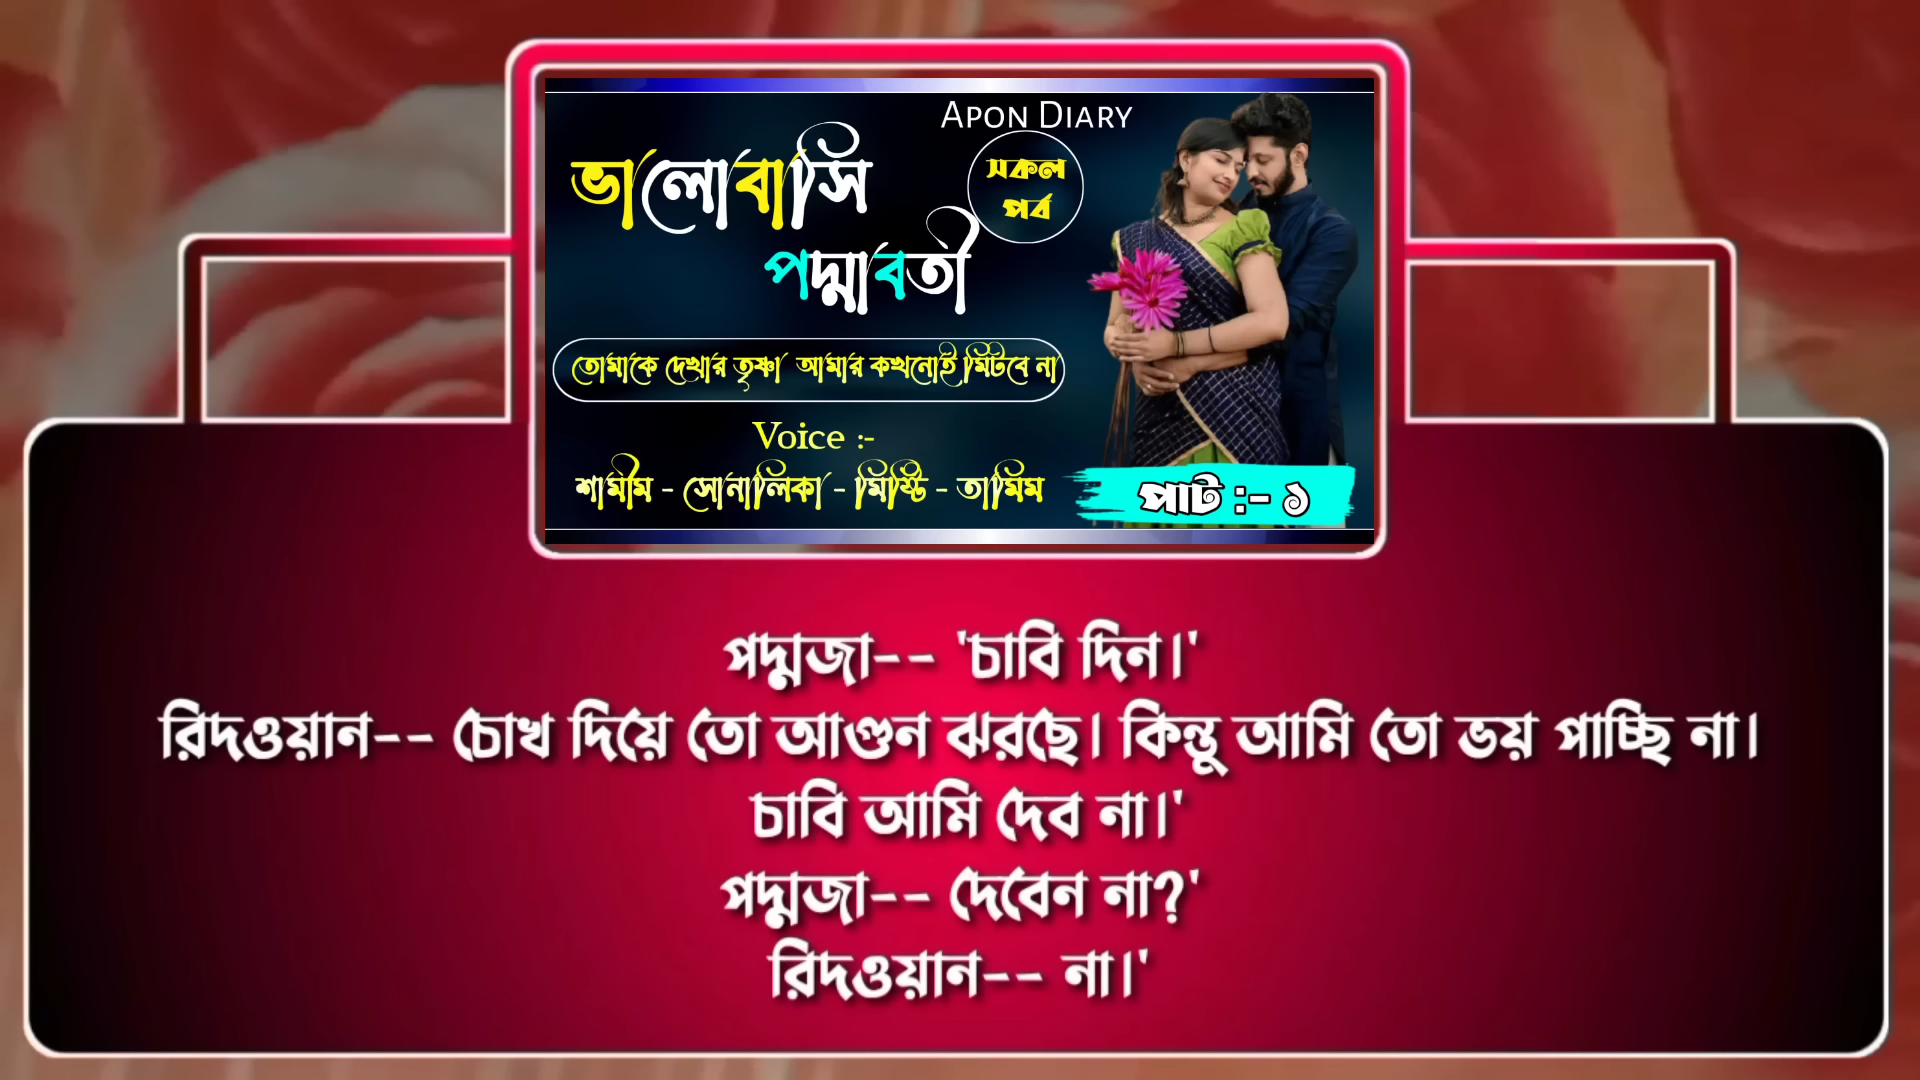 APON DIARY
ভালোবাসি
সকল
পর্ব
পদ্মাবতী
তোমাকে দেখার তৃষ্ণা আমার কখনোই মিটবে না
Voice :-
শামীম - সোনালিকা - মিষ্টি - তামিম
পাট :- ১
পদ্মজা-- 'চাবি দিন।'
রিদওয়ান-- চোখ দিয়ে তো আগুন ঝরছে। কিন্তু আমি তো ভয় পাচ্ছি না।
চাবি আমি দেব না।'
পদ্মজা-- দেবেন না?'
রিদওয়ান-- না।'